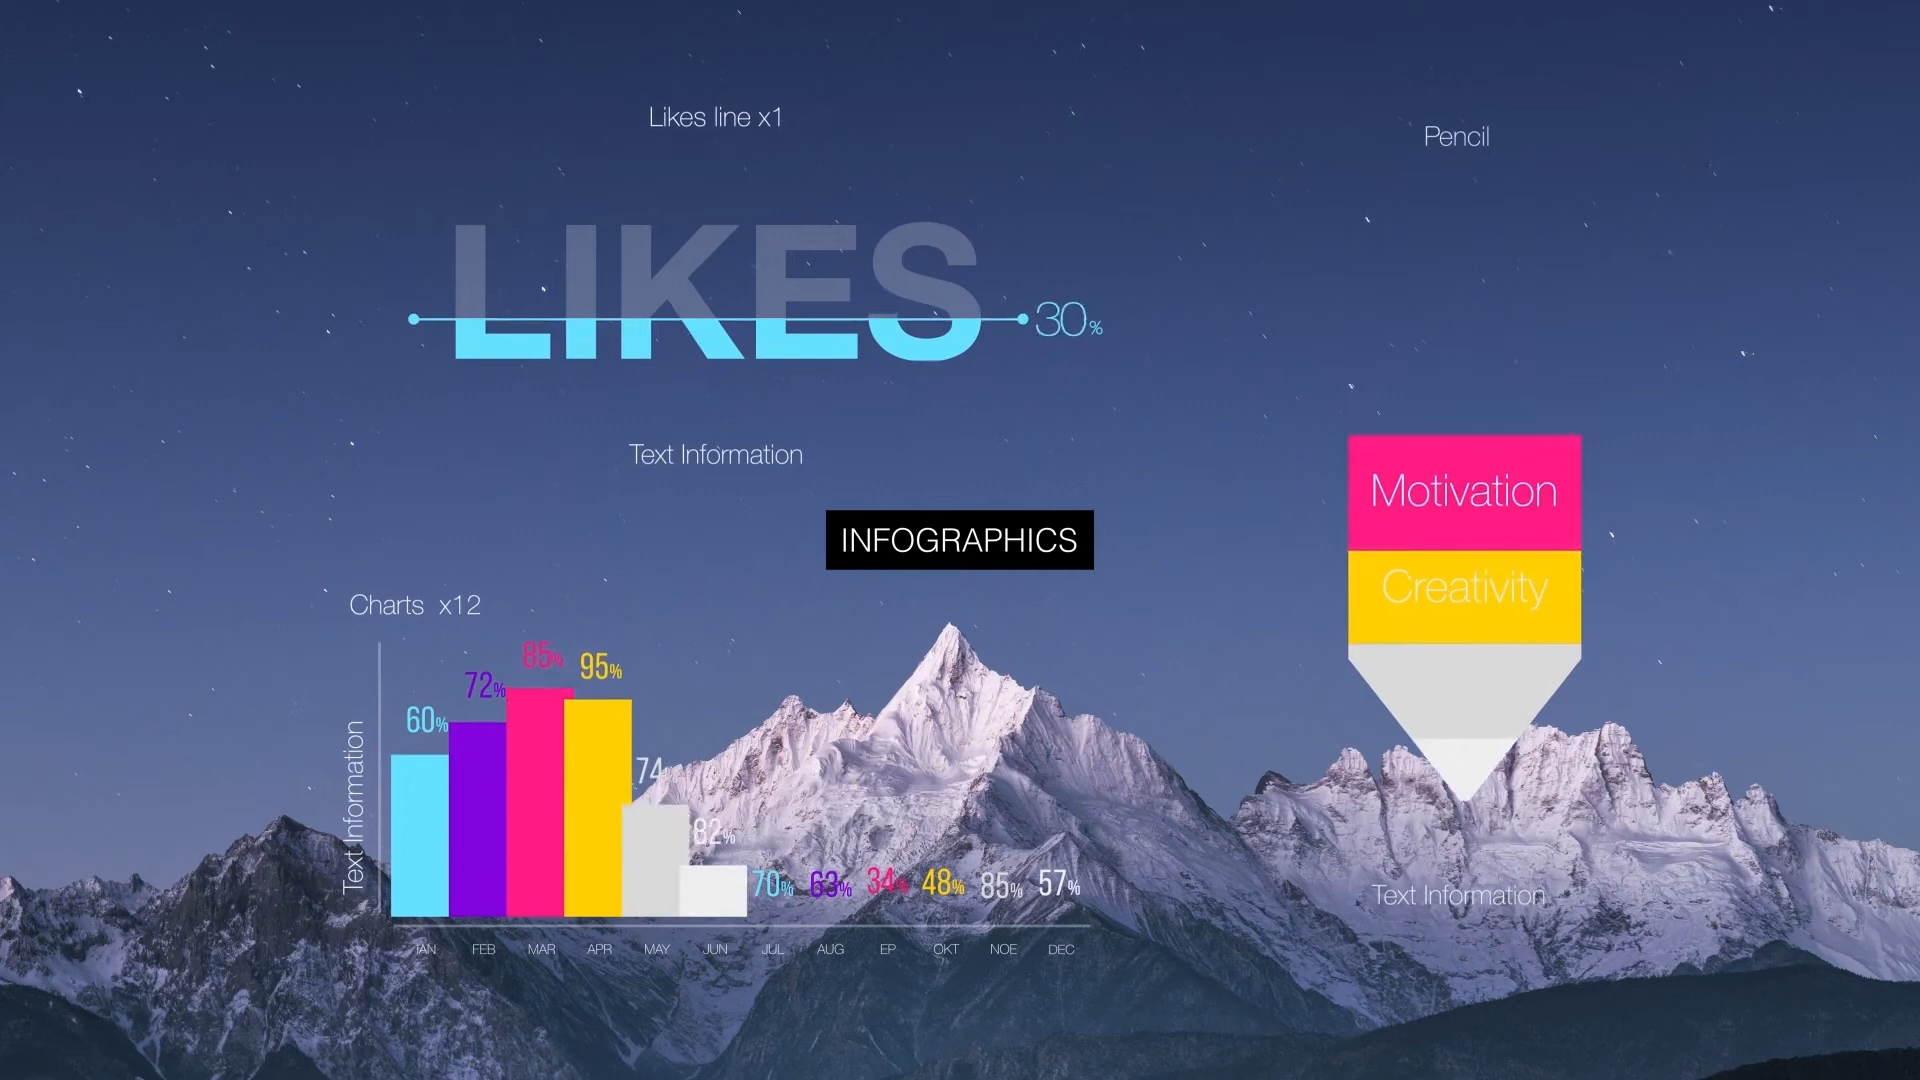 Likes line x1
Pencil
LIKES
30%
Text Information
Motivation
INFOGRAPHICS
Creativity
Charts x12
85%
95%
72%
60%
74
82%
70% 63% 34% 48% 85% 57%
Text Information
Text Information
JAN FEB MAR APR MAY JUN JUL AUG EP OKT NOE DEC